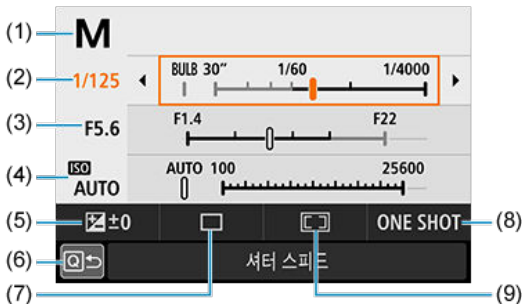 (1) M
BULB 30" 1/60 1/4000
(2) 1/125
F1.4 F22
(3) F5.6
AUTO 100 25600
(4) ISO AUTO
(5) ±0 ONE SHOT (8)
(6) Q 셔터 스피드
(7) (9)